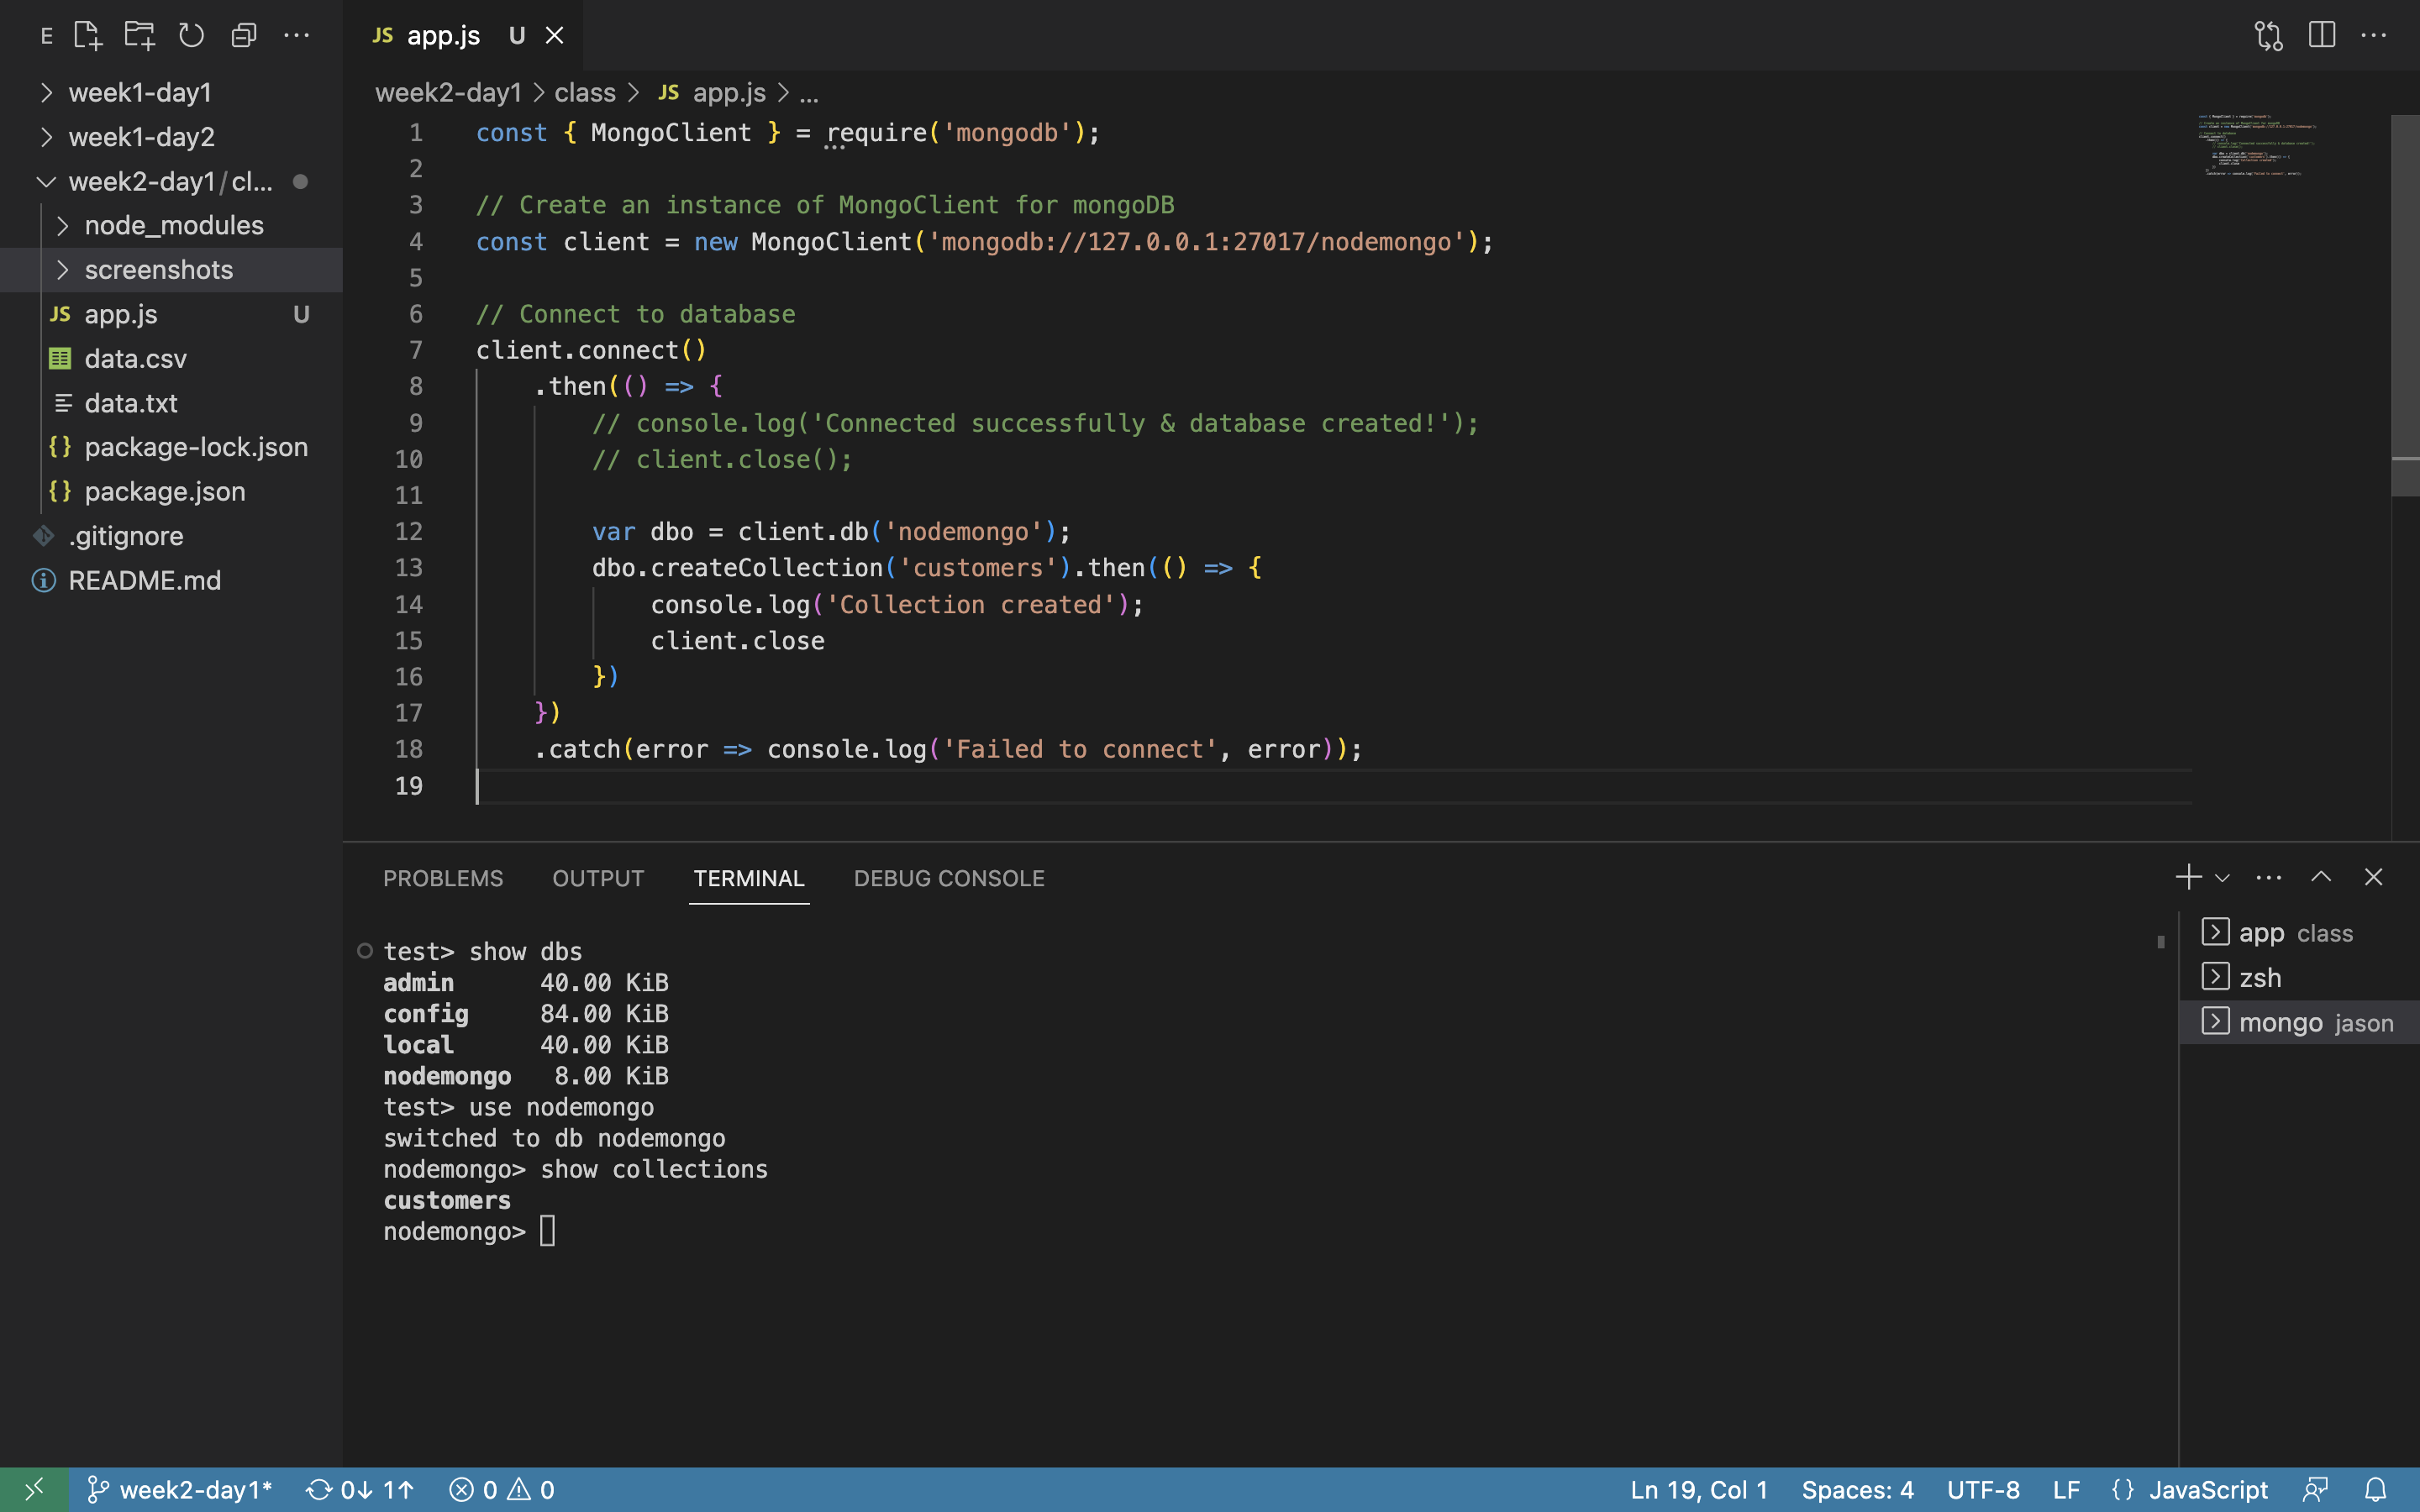 E
JS app.js U
week1-day1
week1-day2
week2-day1/cl...
node_modules
screenshots
JS app.js U
data.csv
data.txt
{} package-lock.json
{} package.json
.gitignore
README.md
week2-day1 > class > JS app.js > ...
1 const { MongoClient } = require('mongodb');
2
3 // Create an instance of MongoClient for mongoDB
4 const client = new MongoClient('mongodb://127.0.0.1:27017/nodemongo');
5
6 // Connect to database
7 client.connect()
8 .then(() => {
9 // console.log('Connected successfully & database created!');
10 // client.close();
11
12 var dbo = client.db('nodemongo');
13 dbo.createCollection('customers').then(() => {
14 console.log('Collection created');
15 client.close
16 })
17 })
18 .catch(error => console.log('Failed to connect', error));
19
PROBLEMS OUTPUT TERMINAL DEBUG CONSOLE
test> show dbs
admin 40.00 KiB
config 84.00 KiB
local 40.00 KiB
nodemongo 8.00 KiB
test> use nodemongo
switched to db nodemongo
nodemongo> show collections
customers
nodemongo>
app class
zsh
mongo jason
week2-day1* 0↓ 1↑ 0 0 Ln 19, Col 1 Spaces: 4 UTF-8 LF {} JavaScript